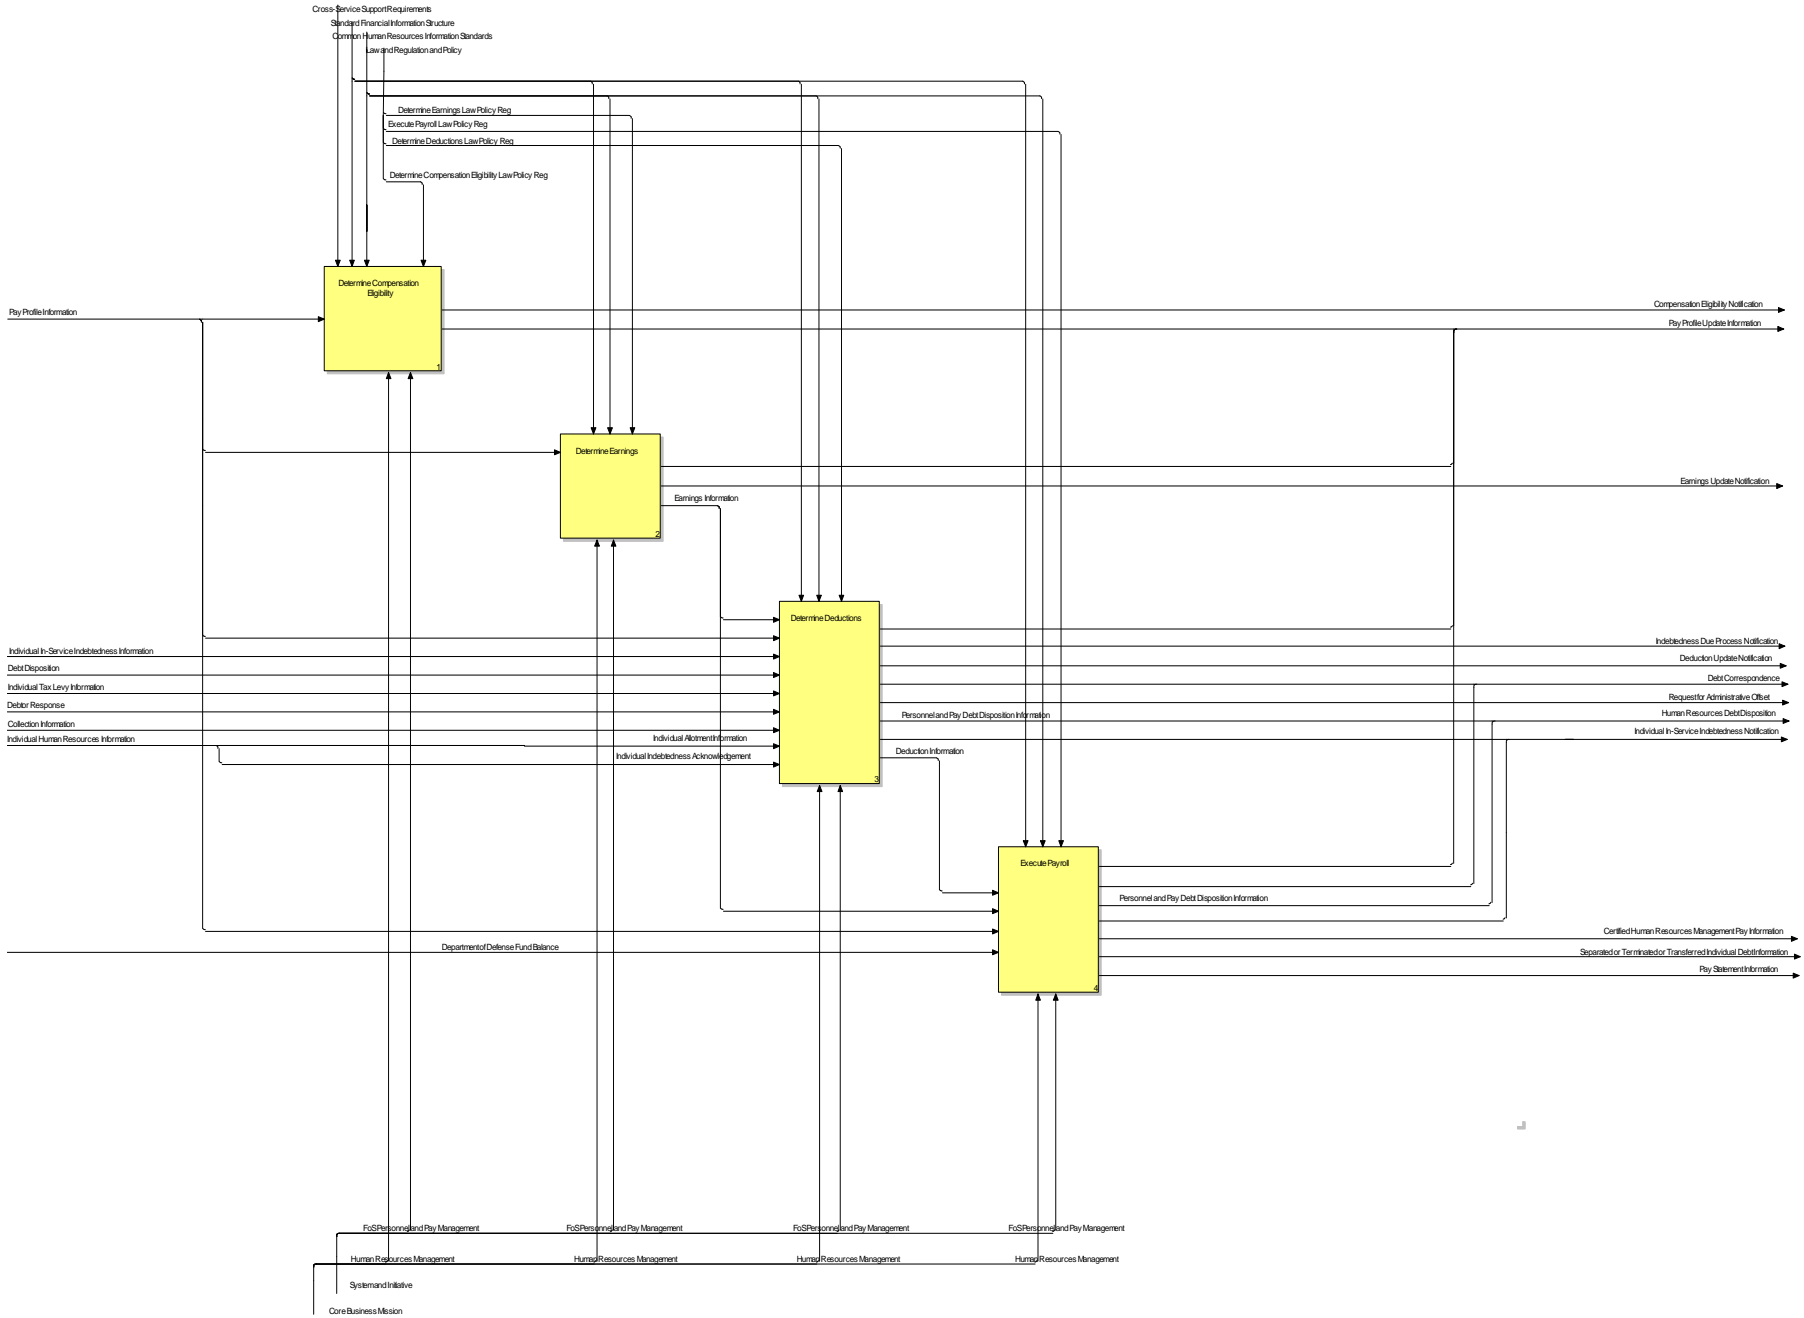 Cross-Service Support Requirements
Standard Financial Information Structure
Common Human Resources Information Standards
Law and Regulation and Policy
Determine Earnings Law Policy Reg
Execute Payroll Law Policy Reg
Determine Deductions Law Policy Reg
Determine Compensation Eligibility Law Policy Reg
Determine Compensation
Eligibility
1
Pay Profile Information
Compensation Eligibility Notification
Pay Profile Update Information
Determine Earnings
2
Earnings Update Notification
Earnings Information
Determine Deductions
3
Individual In-Service Indebtedness Information
Debt Disposition
Individual Tax Levy Information
Debtor Response
Collection Information
Individual Human Resources Information
Individual Allotment Information
Individual Indebtedness Acknowledgement
Indebtedness Due Process Notification
Deduction Update Notification
Debt Correspondence
Request for Administrative Offset
Personnel and Pay Debt Disposition Information
Human Resources Debt Disposition
Individual In-Service Indebtedness Notification
Deduction Information
Execute Payroll
4
Personnel and Pay Debt Disposition Information
Department of Defense Fund Balance
Certified Human Resources Management Pay Information
Separated or Terminated or Transferred Individual Debt Information
Pay Statement Information
FoS Personnel and Pay Management
FoS Personnel and Pay Management
FoS Personnel and Pay Management
FoS Personnel and Pay Management
Human Resources Management
Human Resources Management
Human Resources Management
Human Resources Management
System and Initiative
Core Business Mission